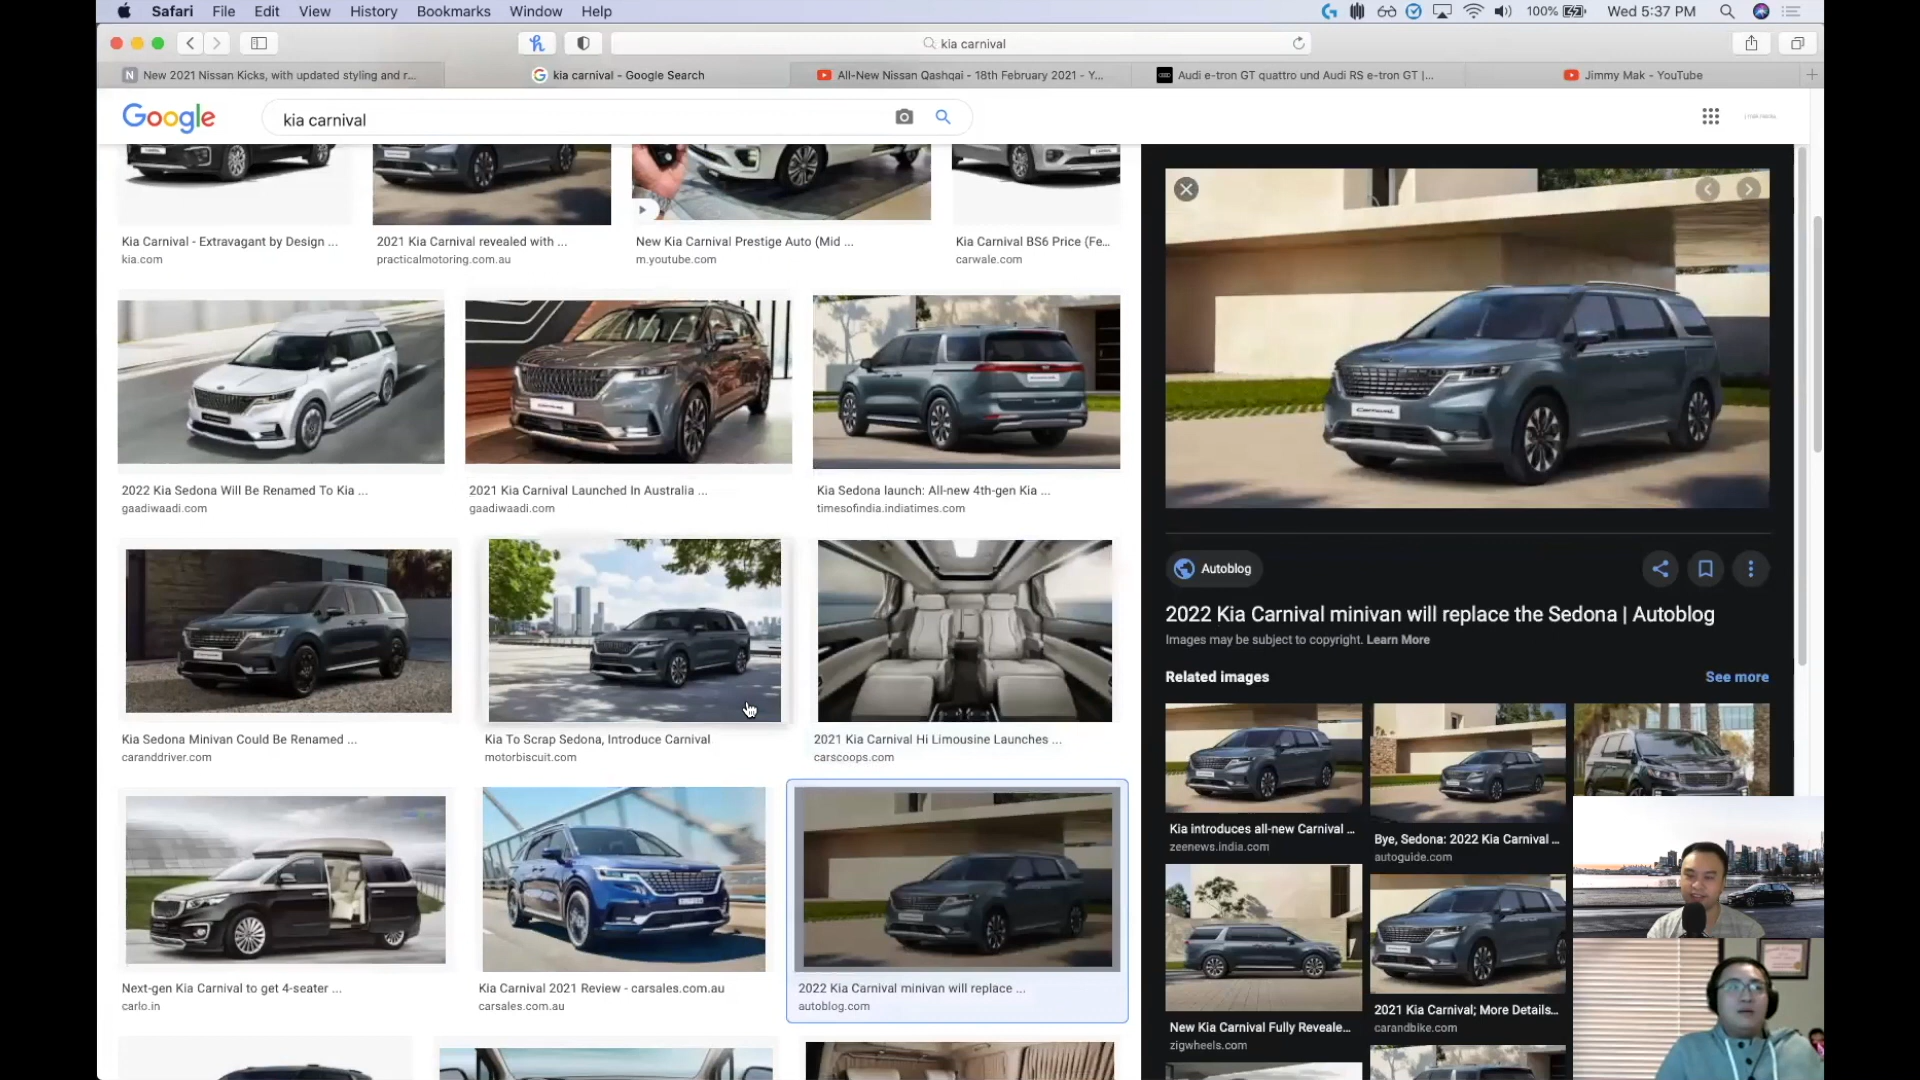 Safari File Edit View History Bookmarks Window Help
100% Wed 5:37 PM
kia carnival
New 2021 Nissan Kicks, with updated styling and r...
kia carnival - Google Search
All-New Nissan Qashqai - 18th February 2021 - Y...
Audi e-tron GT quattro und Audi RS e-tron GT |...
Jimmy Mak - YouTube
Google
kia carnival
Kia Carnival - Extravagant by Design ...
kia.com
2021 Kia Carnival revealed with ...
practicalmotoring.com.au
New Kia Carnival Prestige Auto (Mid ...
m.youtube.com
Kia Carnival BS6 Price (Fe...
carwale.com
2022 Kia Sedona Will Be Renamed To Kia ...
gaadiwaadi.com
2021 Kia Carnival Launched In Australia ...
gaadiwaadi.com
Kia Sedona launch: All-new 4th-gen Kia ...
timesofindia.indiatimes.com
Kia Sedona Minivan Could Be Renamed ...
caranddriver.com
Kia To Scrap Sedona, Introduce Carnival
motorbiscuit.com
2021 Kia Carnival Hi Limousine Launches ...
carscoops.com
Next-gen Kia Carnival to get 4-seater ...
carlo.in
Kia Carnival 2021 Review - carsales.com.au
carsales.com.au
2022 Kia Carnival minivan will replace ...
autoblog.com
Carnival
Autoblog
2022 Kia Carnival minivan will replace the Sedona | Autoblog
Images may be subject to copyright. Learn More
Related images
See more
Kia introduces all-new Carnival ...
zeenews.india.com
Bye, Sedona: 2022 Kia Carnival ...
autoguide.com
New Kia Carnival Fully Reveale...
zigwheels.com
2021 Kia Carnival; More Details...
carandbike.com